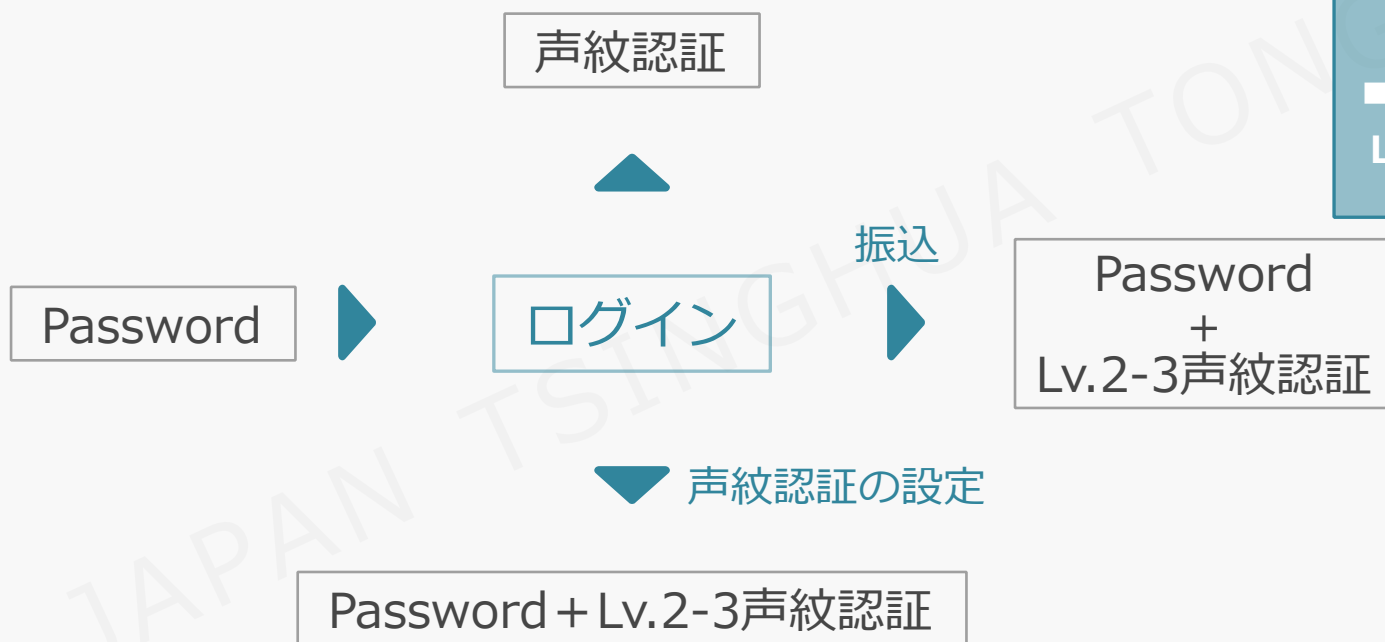 声紋認証
振込
Password
ログイン
Password
+
Lv.2-3声紋認証
声紋認証の設定
Password+Lv.2-3声紋認証
JAPAN TSINGHUA TONG